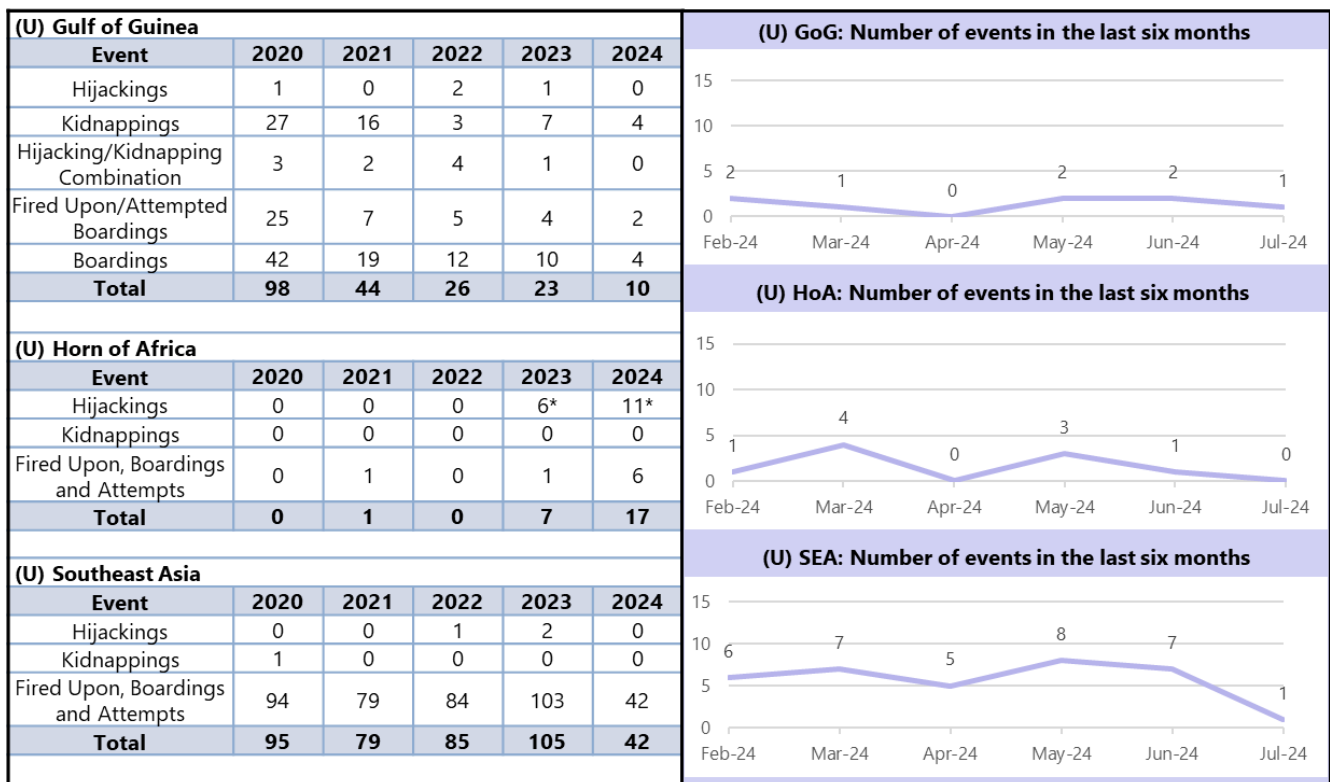 (U) Gulf of Guinea
Event 2020 2021 2022 2023 2024
Hijackings 1 0 2 1 0
Kidnappings 27 16 3 7 4
Hijacking/Kidnapping
Combination 3 2 4 1 0
Fired Upon/Attempted
Boardings 25 7 5 4 2
Boardings 42 19 12 10 4
Total 98 44 26 23 10
(U) Horn of Africa
Event 2020 2021 2022 2023 2024
Hijackings 0 0 0 6* 11*
Kidnappings 0 0 0 0 0
Fired Upon, Boardings
and Attempts 0 1 0 1 6
Total 0 1 0 7 17
(U) Southeast Asia
Event 2020 2021 2022 2023 2024
Hijackings 0 0 1 2 0
Kidnappings 1 0 0 0 0
Fired Upon, Boardings
and Attempts 94 79 84 103 42
Total 95 79 85 105 42
(U) GoG: Number of events in the last six months
15
10
5
0
2 1 0 2 2 1
Feb-24 Mar-24 Apr-24 May-24 Jun-24 Jul-24
(U) HoA: Number of events in the last six months
15
10
5
0
1 4 0 3 1 0
Feb-24 Mar-24 Apr-24 May-24 Jun-24 Jul-24
(U) SEA: Number of events in the last six months
15
10
5
0
6 7 5 8 7 1
Feb-24 Mar-24 Apr-24 May-24 Jun-24 Jul-24